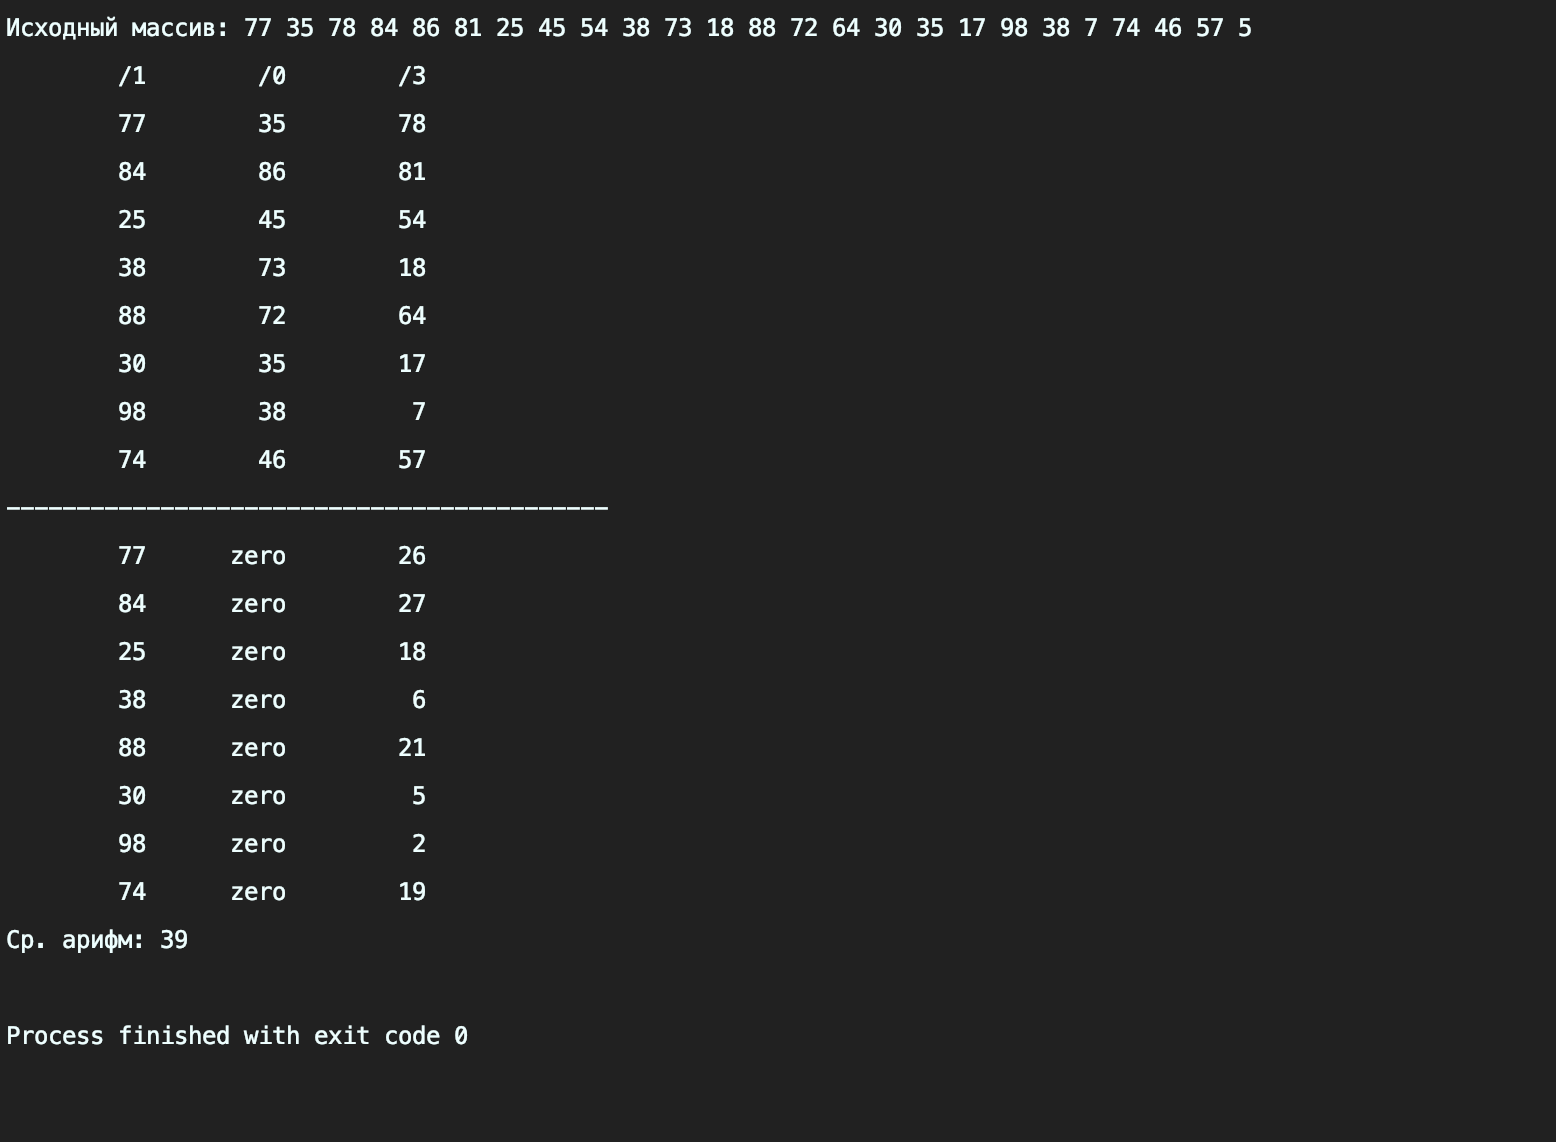 Исходный массив: 77 35 78 84 86 81 25 45 54 38 73 18 88 72 64 30 35 17 98 38 7 74 46 57 5
/1 /0 /3
77 35 78
84 86 81
25 45 54
38 73 18
88 72 64
30 35 17
98 38 7
74 46 57
-------------------------------------------
77 zero 26
84 zero 27
25 zero 18
38 zero 6
88 zero 21
30 zero 5
98 zero 2
74 zero 19
Ср. арифм: 39
Process finished with exit code 0